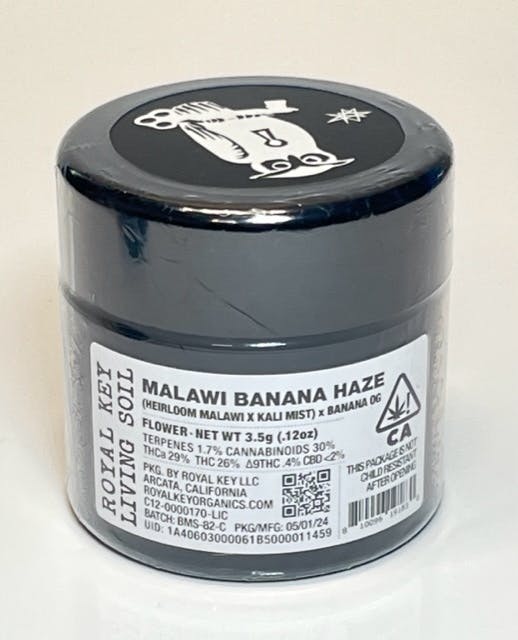 ROYAL KEY
LIVING SOIL
MALAWI BANANA HAZE
(HEIRLOOM MALAWI X KALI MIST) x BANANA OG
FLOWER - NET WT 3.5g (.12oz)
TERPENES 1.7% CANNABINOIDS 30%
THCa 29% THC 26% Δ9THC .4% CBD <2%
PKG. BY ROYAL KEY LLC
ARCATA, CALIFORNIA
ROYALKEYORGANICS.COM
C12-0000170-LIC
BATCH: BMS-82-C PKG/MFG: 05/01/24
UID: 1A40603000061B5000011459
CA
THIS PACKAGE IS NOT
CHILD RESISTANT
AFTER OPENING